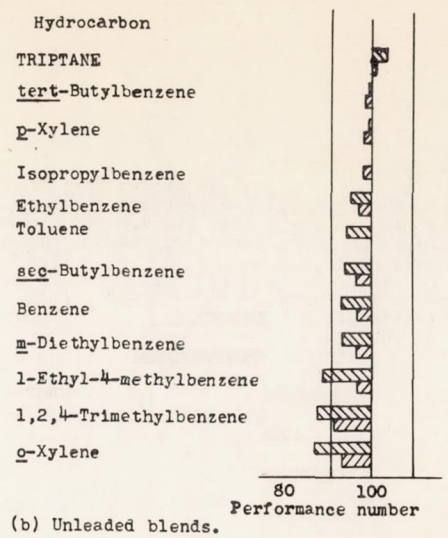 Hydrocarbon
TRIPTANE
tert-Butylbenzene
p-Xylene
Isopropylbenzene
Ethylbenzene
Toluene
sec-Butylbenzene
Benzene
m-Diethylbenzene
1-Ethyl-4-methylbenzene
1,2,4-Trimethylbenzene
o-Xylene
80 100
Performance number
(b) Unleaded blends.